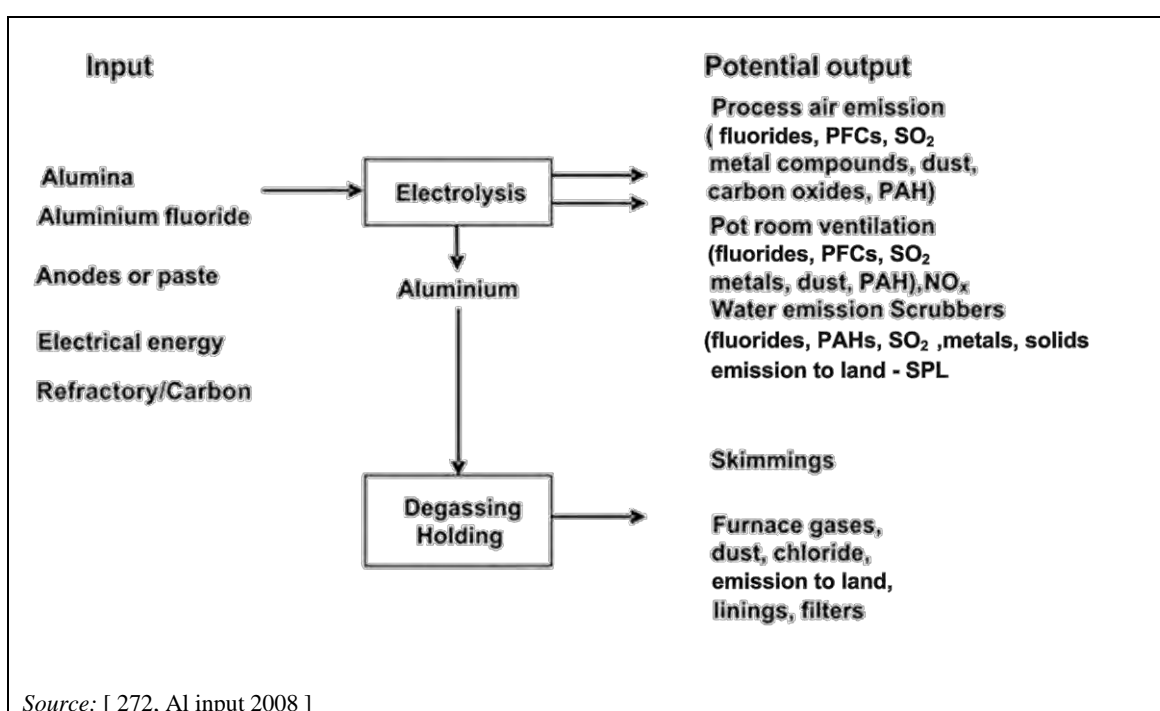 Input
Potential output
Alumina
Aluminium fluoride
Anodes or paste
Electrical energy
Refractory/Carbon
Electrolysis
Aluminium
Degassing
Holding
Process air emission
( fluorides, PFCs, SO₂
metal compounds, dust,
carbon oxides, PAH)
Pot room ventilation
(fluorides, PFCs, SO₂
metals, dust, PAH),NOₓ
Water emission Scrubbers
(fluorides, PAHs, SO₂ ,metals, solids
emission to land - SPL
Skimmings
Furnace gases,
dust, chloride,
emission to land,
linings, filters
Source: [ 272, Al input 2008 ]